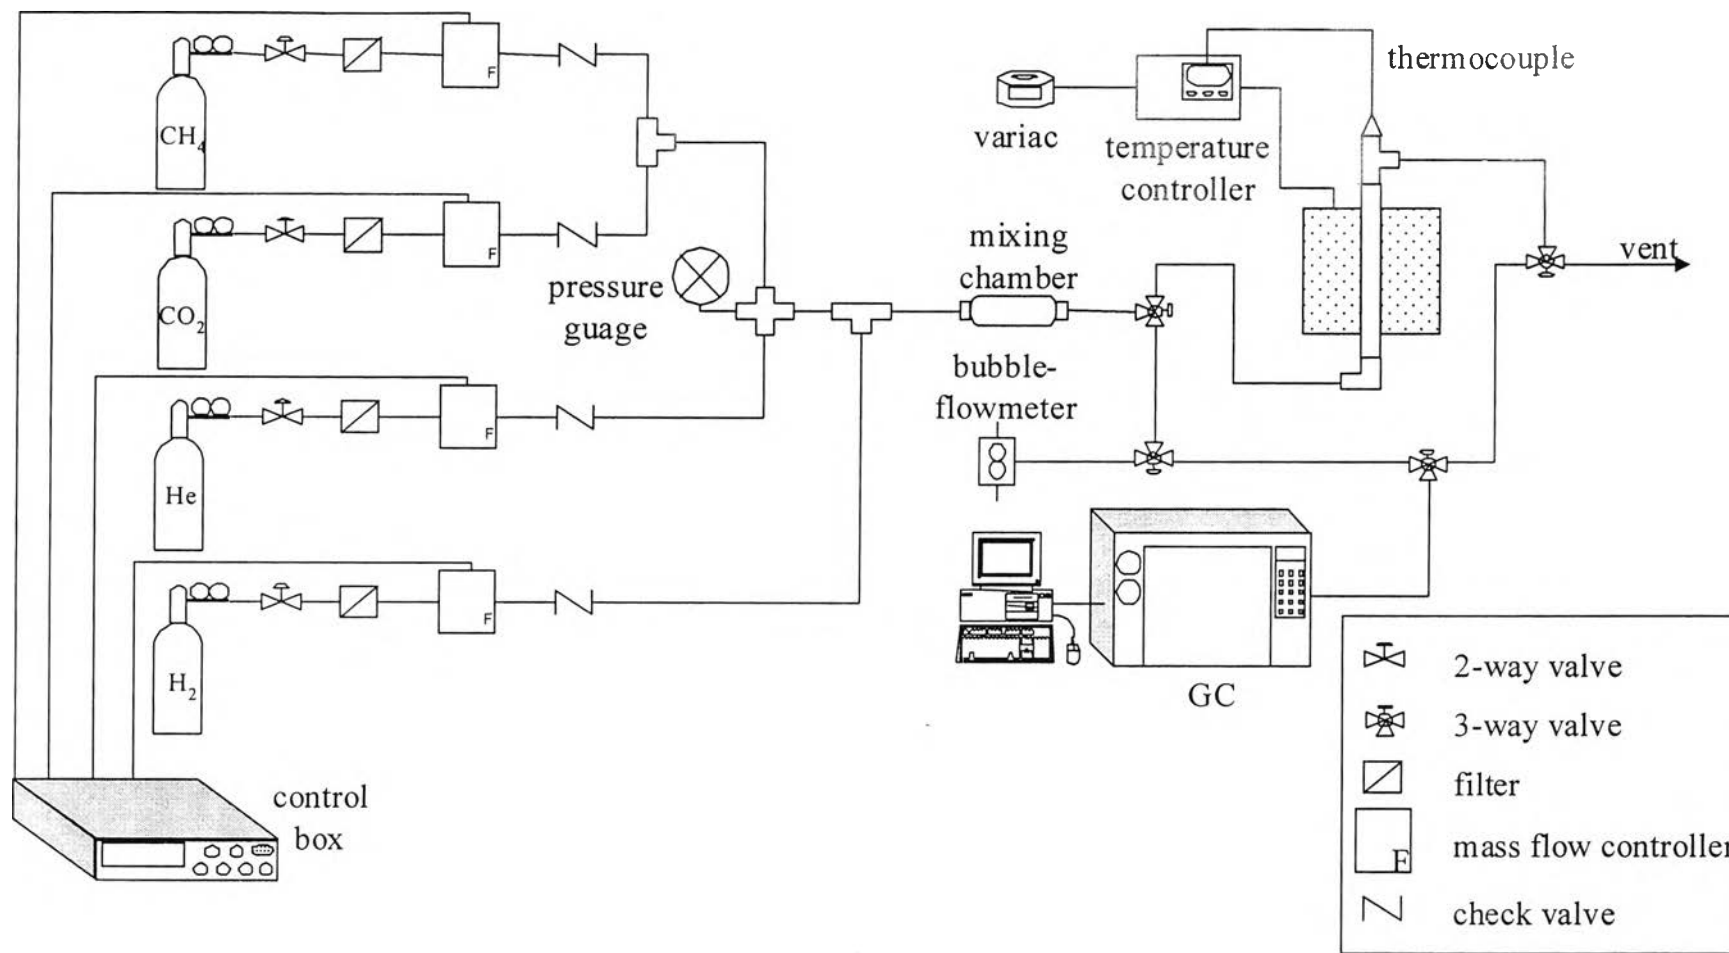 CH4
F
thermocouple
variac
temperature
controller
CO2
F
pressure
guage
mixing
chamber
vent
He
F
bubble-
flowmeter
H2
F
GC
control
box
2-way valve
3-way valve
filter
F
mass flow controller
check valve